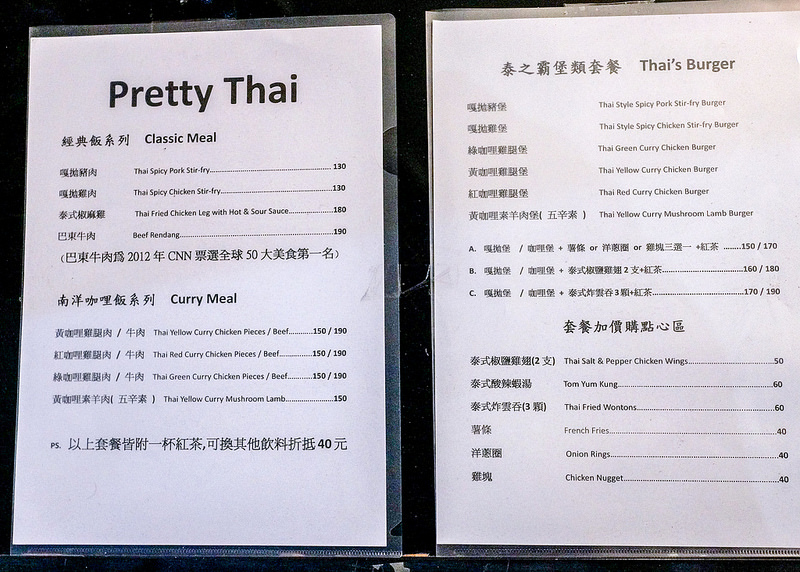 Pretty Thai
經典飯系列 Classic Meal
嘎拋豬肉 Thai Spicy Pork Stir-fry 130
嘎拋雞肉 Thai Spicy Chicken Stir-fry 130
泰式椒麻雞 Thai Fried Chicken Leg with Hot & Sour Sauce 180
巴東牛肉 Beef Rendang 190
(巴東牛肉爲 2012 年 CNN 票選全球 50 大美食第一名)
南洋咖哩飯系列 Curry Meal
黃咖哩雞腿肉 / 牛肉 Thai Yellow Curry Chicken Pieces / Beef 150 / 190
紅咖哩雞腿肉 / 牛肉 Thai Red Curry Chicken Pieces / Beef 150 / 190
綠咖哩雞腿肉 / 牛肉 Thai Green Curry Chicken Pieces / Beef 150 / 190
黃咖哩素羊肉( 五辛素 ) Thai Yellow Curry Mushroom Lamb 150
PS. 以上套餐皆附一杯紅茶,可換其他飲料折抵 40 元
泰之霸堡類套餐 Thai's Burger
嘎拋豬堡 Thai Style Spicy Pork Stir-fry Burger
嘎拋雞堡 Thai Style Spicy Chicken Stir-fry Burger
綠咖哩雞腿堡 Thai Green Curry Chicken Burger
黃咖哩雞腿堡 Thai Yellow Curry Chicken Burger
紅咖哩雞腿堡 Thai Red Curry Chicken Burger
黃咖哩素羊肉堡( 五辛素 ) Thai Yellow Curry Mushroom Lamb Burger
A. 嘎拋堡 / 咖哩堡 + 薯條 or 洋蔥圈 or 雞塊三選一 +紅茶 150 / 170
B. 嘎拋堡 / 咖哩堡 + 泰式椒鹽雞翅 2 支+紅茶 160 / 180
C. 嘎拋堡 / 咖哩堡 + 泰式炸雲吞 3 顆+紅茶 170 / 190
套餐加價購點心區
泰式椒鹽雞翅(2 支) Thai Salt & Pepper Chicken Wings 50
泰式酸辣蝦湯 Tom Yum Kung 60
泰式炸雲吞(3 顆) Thai Fried Wontons 60
薯條 French Fries 40
洋蔥圈 Onion Rings 40
雞塊 Chicken Nugget 40